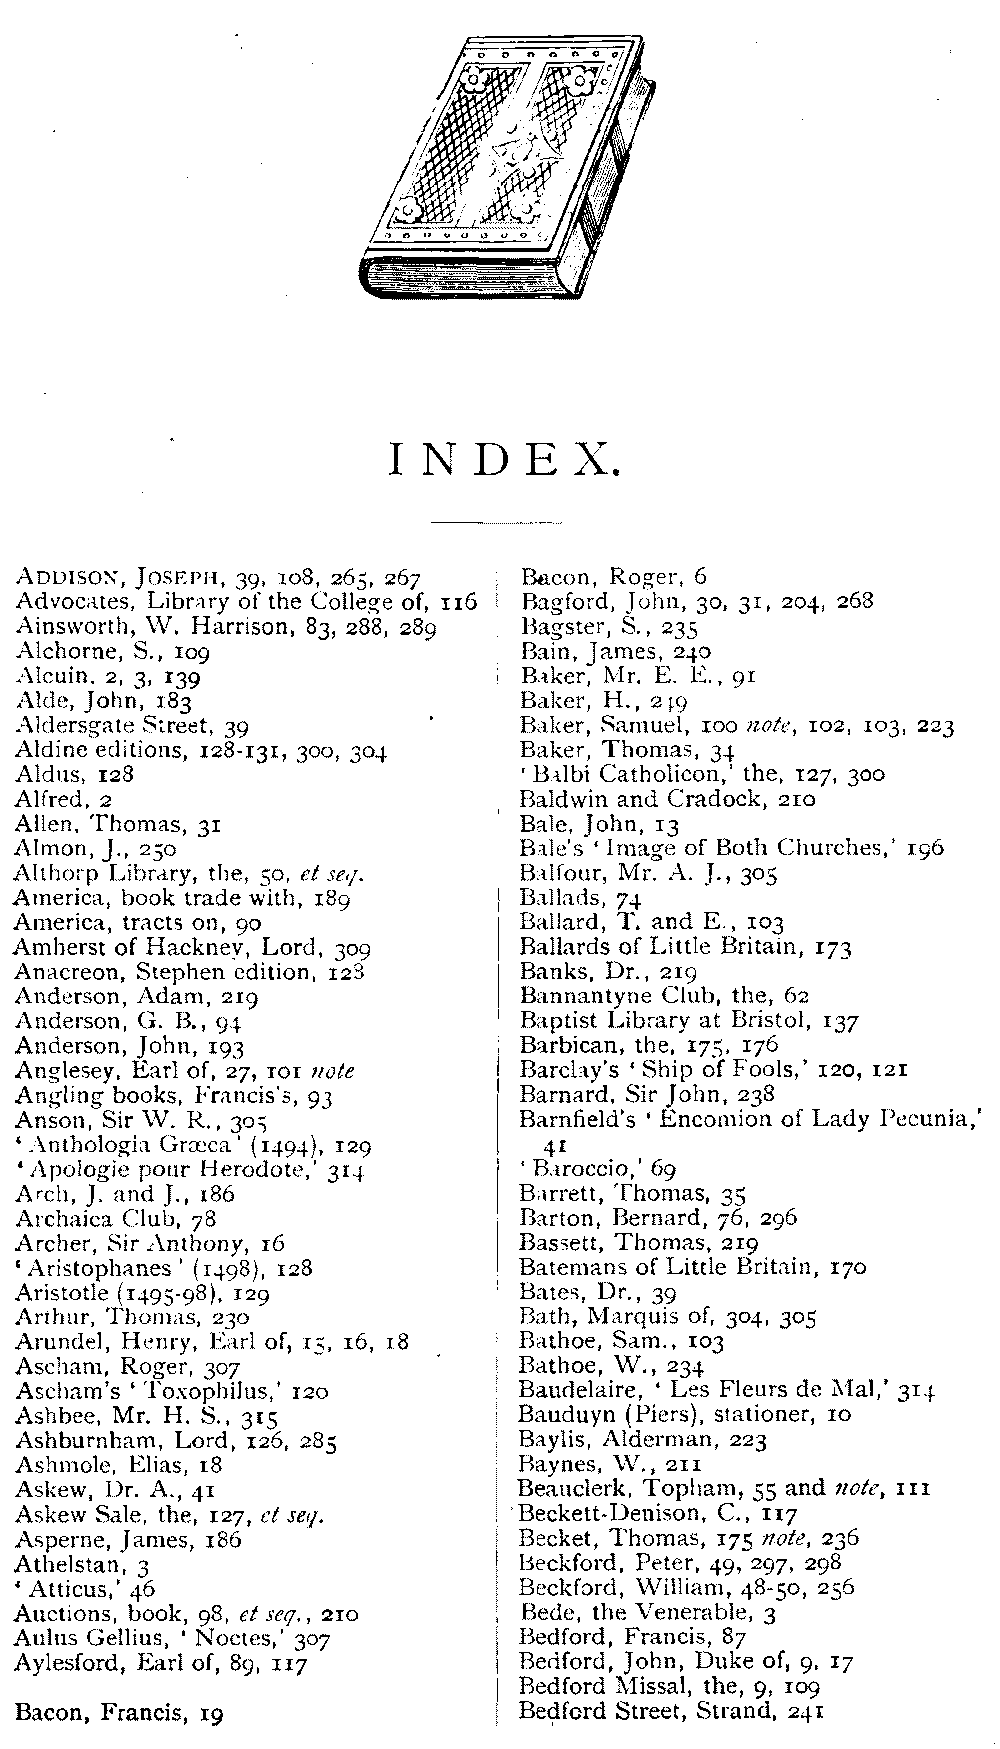 INDEX.
ADDISON, JOSEPH, 39, 108, 265, 267
Advocates, Library of the College of, 116
Ainsworth, W. Harrison, 83, 288, 289
Alchorne, S., 109
Alcuin, 2, 3, 139
Alde, John, 183
Aldersgate Street, 39
Aldine editions, 128-131, 300, 304
Aldus, 128
Alfred, 2
Allen, Thomas, 31
Almon, J., 250
Althorp Library, the, 50, et seq.
America, book trade with, 189
America, tracts on, 90
Amherst of Hackney, Lord, 309
Anacreon, Stephen edition, 128
Anderson, Adam, 219
Anderson, G. B., 94
Anderson, John, 193
Anglesey, Earl of, 27, 101 note
Angling books, Francis's, 93
Anson, Sir W. R., 305
‘Anthologia Græca’ (1494), 129
‘Apologie pour Herodote,’ 314
Arch, J. and J., 186
Archaica Club, 78
Archer, Sir Anthony, 16
‘Aristophanes’ (1498), 128
Aristotle (1495-98), 129
Arthur, Thomas, 230
Arundel, Henry, Earl of, 15, 16, 18
Ascham, Roger, 307
Ascham's ‘Toxophilus,’ 120
Ashbee, Mr. H. S., 315
Ashburnham, Lord, 126, 285
Ashmole, Elias, 18
Askew, Dr. A., 41
Askew Sale, the, 127, et seq.
Asperne, James, 186
Athelstan, 3
‘Atticus,’ 46
Auctions, book, 98, et seq., 210
Aulus Gellius, ‘Noctes,’ 307
Aylesford, Earl of, 89, 117
Bacon, Francis, 19
Bacon, Roger, 6
Bagford, John, 30, 31, 204, 268
Bagster, S., 235
Bain, James, 240
Baker, Mr. E. E., 91
Baker, H., 249
Baker, Samuel, 100 note, 102, 103, 223
Baker, Thomas, 34
‘Balbi Catholicon,’ the, 127, 300
Baldwin and Cradock, 210
Bale, John, 13
Bale's ‘Image of Both Churches,’ 196
Balfour, Mr. A. J., 305
Ballads, 74
Ballard, T. and E., 103
Ballards of Little Britain, 173
Banks, Dr., 219
Bannantyne Club, the, 62
Baptist Library at Bristol, 137
Barbican, the, 175, 176
Barclay's ‘Ship of Fools,’ 120, 121
Barnard, Sir John, 238
Barnfield's ‘Encomion of Lady Pecunia,’
41
‘Baroccio,’ 69
Barrett, Thomas, 35
Barton, Bernard, 76, 296
Bassett, Thomas, 219
Batemans of Little Britain, 170
Bates, Dr., 39
Bath, Marquis of, 304, 305
Bathoe, Sam., 103
Bathoe, W., 234
Baudelaire, ‘Les Fleurs de Mal,’ 314
Bauduyn (Piers), stationer, 10
Baylis, Alderman, 223
Baynes, W., 211
Beauclerk, Topham, 55 and note, 111
Beckett-Denison, C., 117
Becket, Thomas, 175 note, 236
Beckford, Peter, 49, 297, 298
Beckford, William, 48-50, 256
Bede, the Venerable, 3
Bedford, Francis, 87
Bedford, John, Duke of, 9, 17
Bedford Missal, the, 9, 109
Bedford Street, Strand, 241